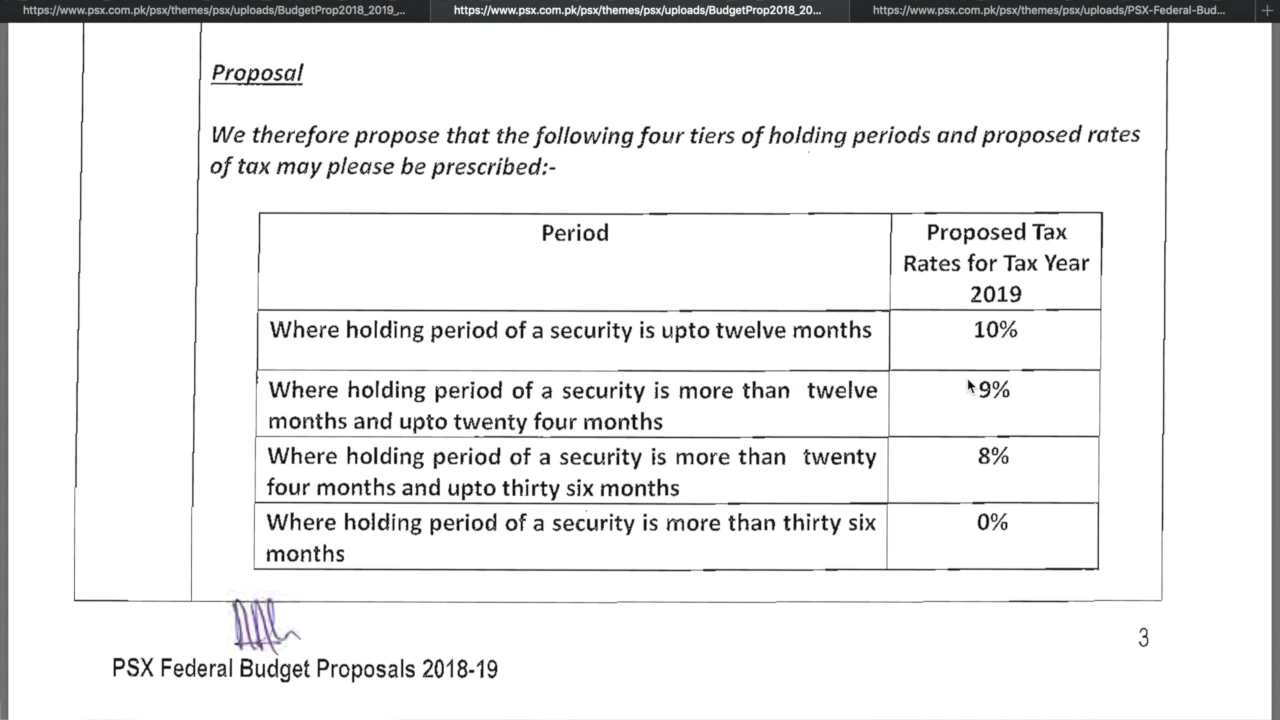 https://www.psx.com.pk/psx/themes/psx/uploads/BudgetProp2018_2019_...
https://www.psx.com.pk/psx/themes/psx/uploads/BudgetProp2018_20...
https://www.psx.com.pk/psx/themes/psx/uploads/PSX-Federal-Bud...
Proposal
We therefore propose that the following four tiers of holding periods and proposed rates
of tax may please be prescribed:-
Period
Proposed Tax
Rates for Tax Year
2019
Where holding period of a security is upto twelve months
10%
Where holding period of a security is more than twelve
months and upto twenty four months
9%
Where holding period of a security is more than twenty
four months and upto thirty six months
8%
Where holding period of a security is more than thirty six
months
0%
3
PSX Federal Budget Proposals 2018-19